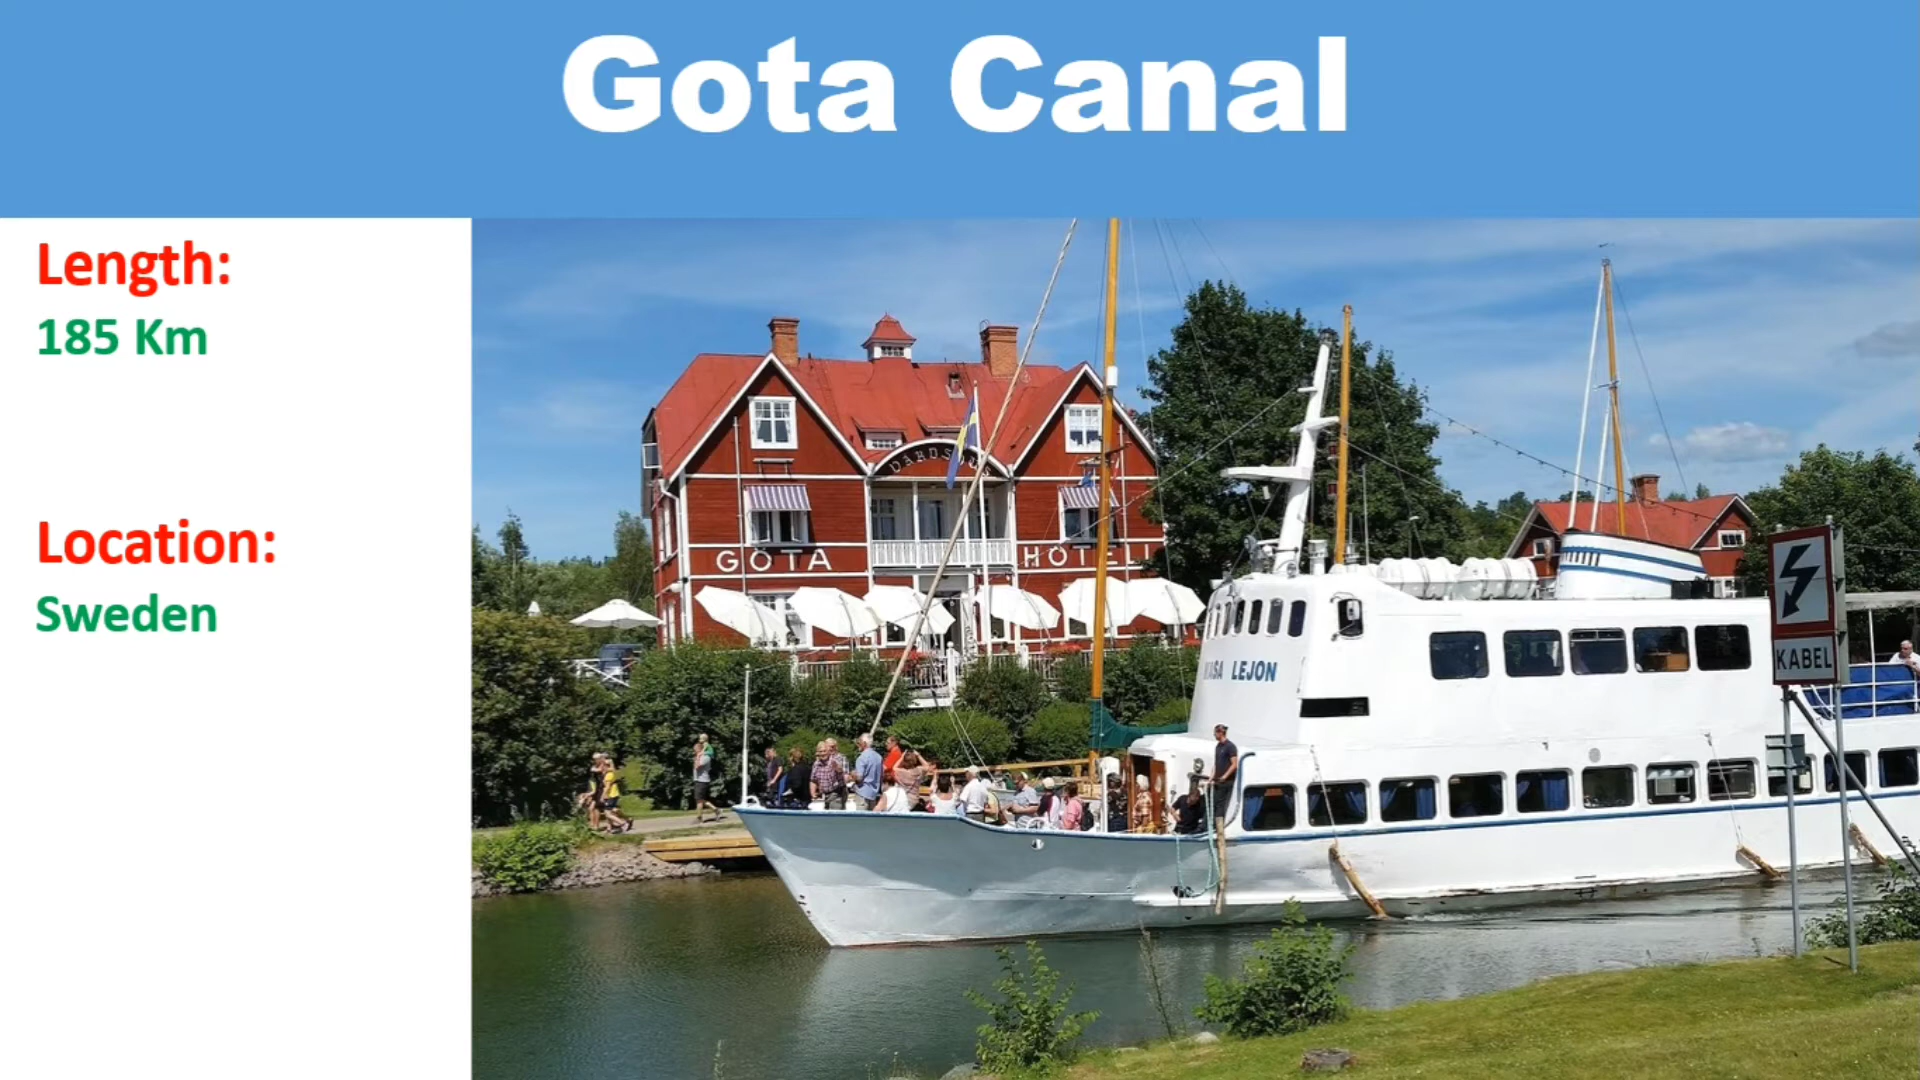 Gota Canal
Length:
185 Km
Location:
Sweden
GÖTA HOTELL
LEJON
KABEL